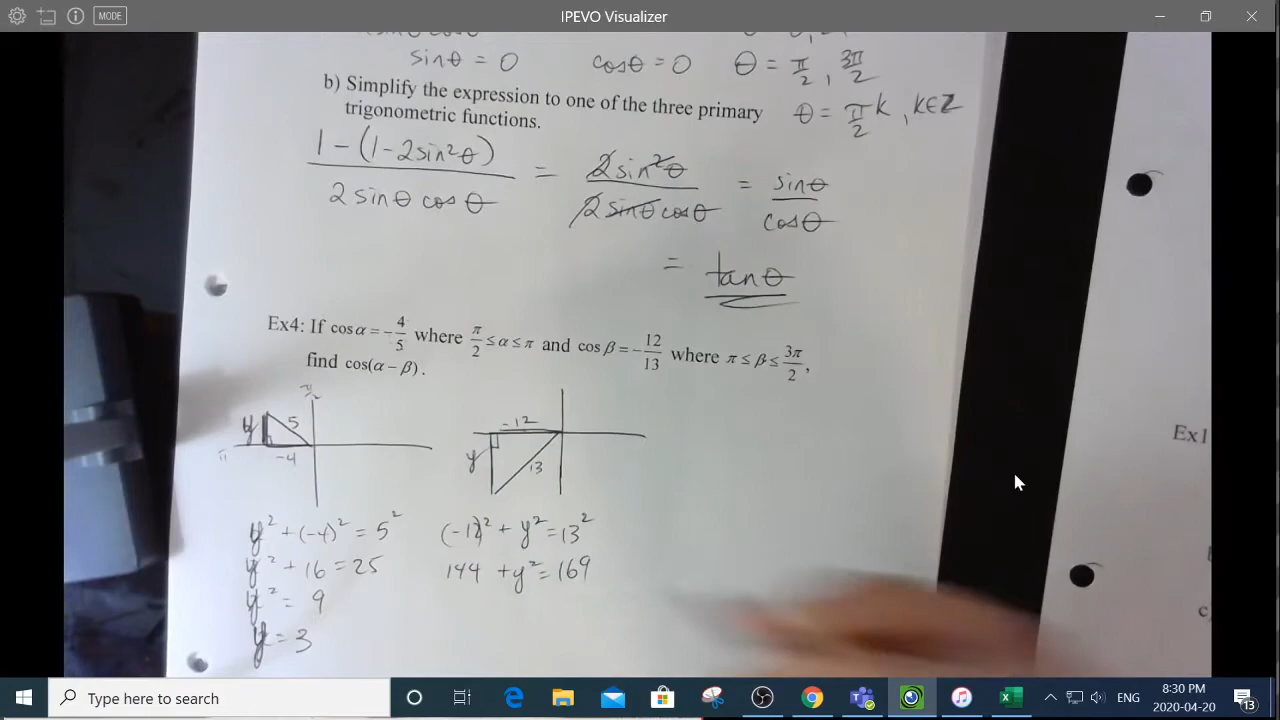 IPEVO Visualizer
MODE
sinθ = 0 cosθ = 0 θ = π/2, 3π/2
b) Simplify the expression to one of the three primary
trigonometric functions.
θ = π/2 k, k∈Z
1 − (1−2sin²θ) / 2 sinθ cosθ = 2sin²θ / 2sinθcosθ = sinθ / cosθ
= tanθ
Ex4: If cosα = −4/5 where π/2 ≤ α ≤ π and cosβ = −12/13 where π ≤ β ≤ 3π/2,
find cos(α − β).
π/2
y 5
π -4
-12
y 13
y² + (-4)² = 5² (-12)² + y² = 13²
y² + 16 = 25 144 + y² = 169
y² = 9
y = 3
Ex1
c)
Type here to search
ENG
8:30 PM
2020-04-20
13